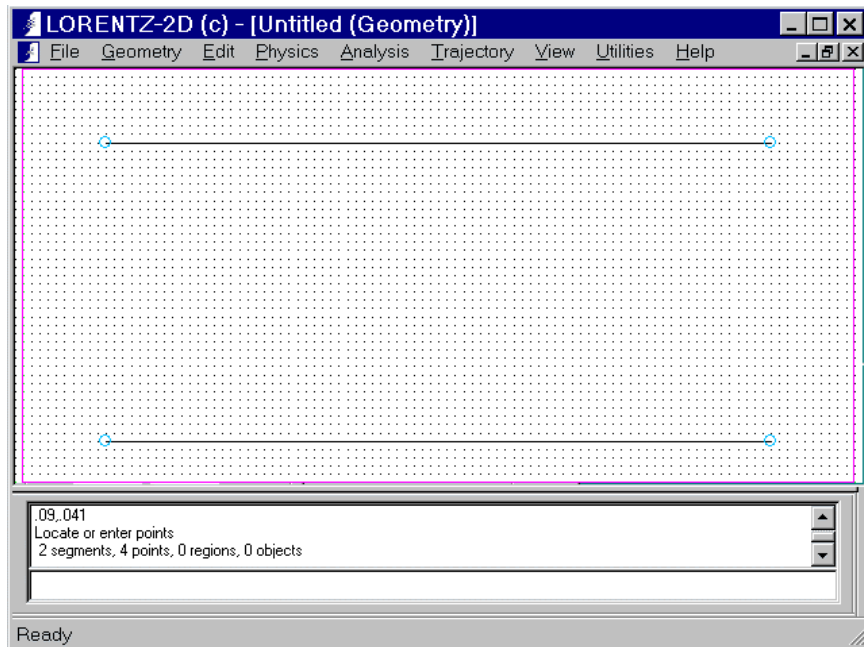 LORENTZ-2D (c) - [Untitled (Geometry)]
File Geometry Edit Physics Analysis Trajectory View Utilities Help
.09,.041
Locate or enter points
2 segments, 4 points, 0 regions, 0 objects
Ready